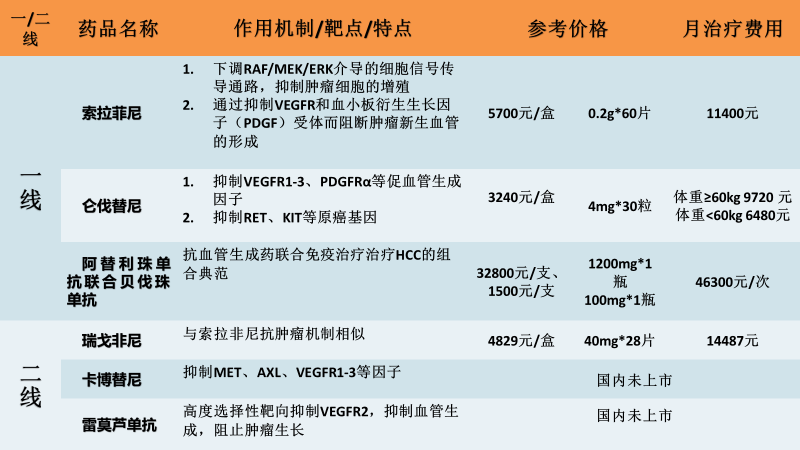 一/二
线
药品名称
作用机制/靶点/特点
参考价格
月治疗费用
一
线
索拉菲尼
1. 下调RAF/MEK/ERK介导的细胞信号传
导通路，抑制肿瘤细胞的增殖
2. 通过抑制VEGFR和血小板衍生生长因
子（PDGF）受体而阻断肿瘤新生血管
的形成
5700元/盒
0.2g*60片
11400元
仑伐替尼
1. 抑制VEGFR1-3、PDGFRα等促血管生成
因子
2. 抑制RET、KIT等原癌基因
3240元/盒
4mg*30粒
体重≥60kg 9720 元
体重<60kg 6480元
阿替利珠单
抗联合贝伐珠
单抗
抗血管生成药联合免疫治疗治疗HCC的组
合典范
32800元/支、
1500元/支
1200mg*1
瓶
100mg*1瓶
46300元/次
二
线
瑞戈非尼
与索拉非尼抗肿瘤机制相似
4829元/盒
40mg*28片
14487元
卡博替尼
抑制MET、AXL、VEGFR1-3等因子
国内未上市
雷莫芦单抗
高度选择性靶向抑制VEGFR2，抑制血管生
成，阻止肿瘤生长
国内未上市